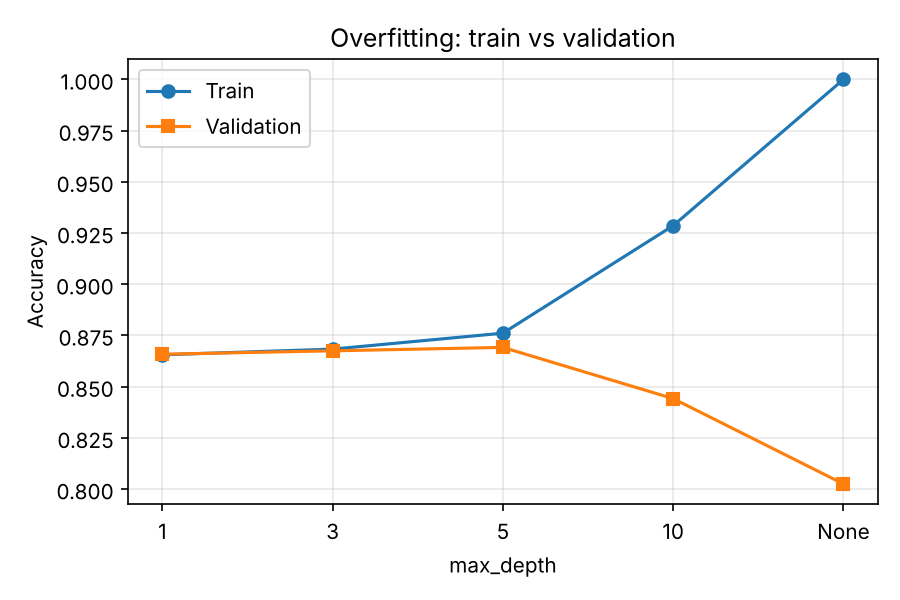 Overfitting: train vs validation
Train
Validation
1.000
0.975
0.950
0.925
0.900
0.875
0.850
0.825
0.800
Accuracy
1 3 5 10 None
max_depth